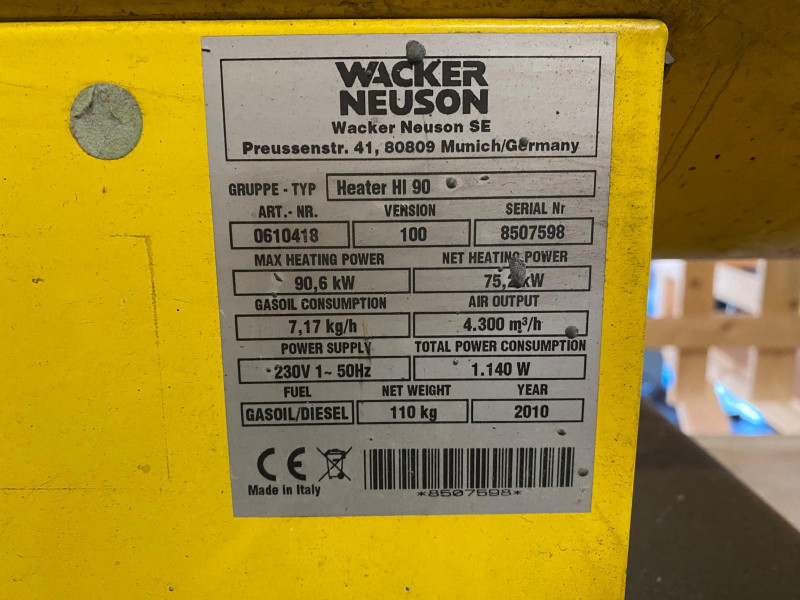 WACKER
NEUSON
Wacker Neuson SE
Preussenstr. 41, 80809 Munich/Germany
GRUPPE - TYP Heater HI 90
ART.- NR. VERSION SERIAL Nr
0610418 100 8507598
MAX HEATING POWER NET HEATING POWER
90,6 kW kW
GASOIL CONSUMPTION AIR OUTPUT
7,17 kg/h 4.300 m³/h
POWER SUPPLY TOTAL POWER CONSUMPTION
230V 1~ 50Hz 1.140 W
FUEL NET WEIGHT YEAR
GASOIL/DIESEL 110 kg 2010
CE
Made in Italy
*8507598*